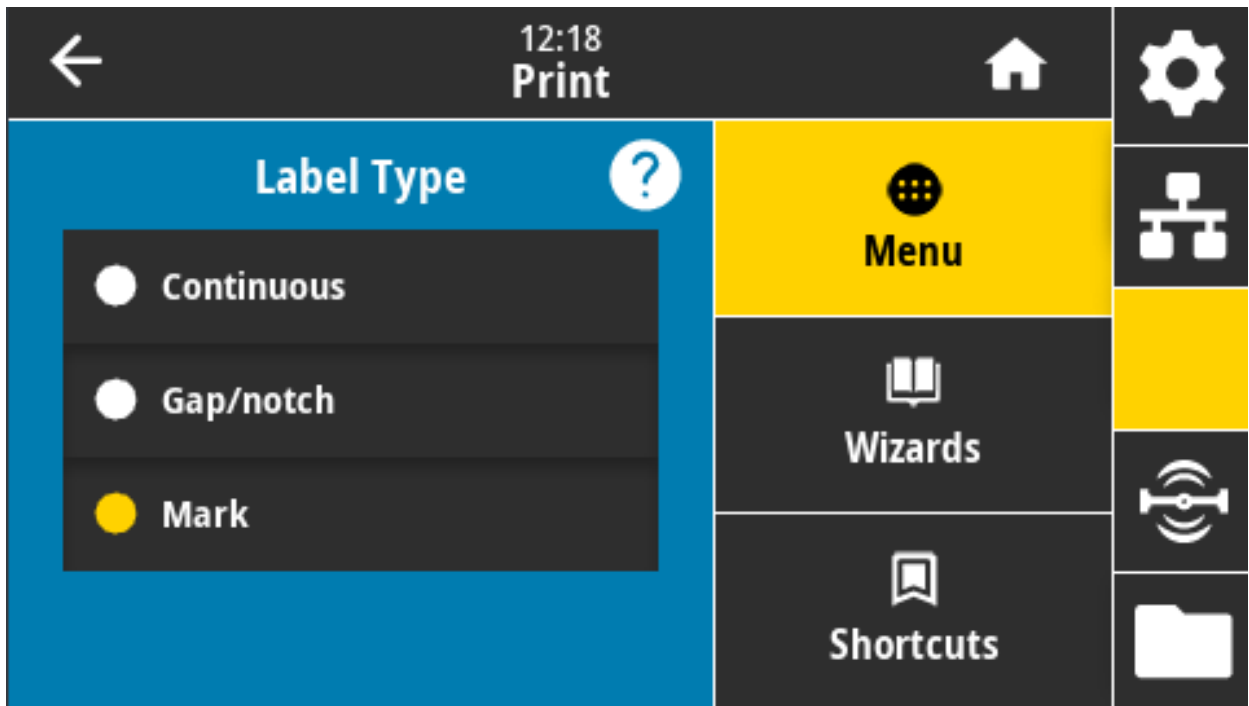 12:18
Print
Label Type
?
Continuous
Gap/notch
Mark
Menu
Wizards
Shortcuts